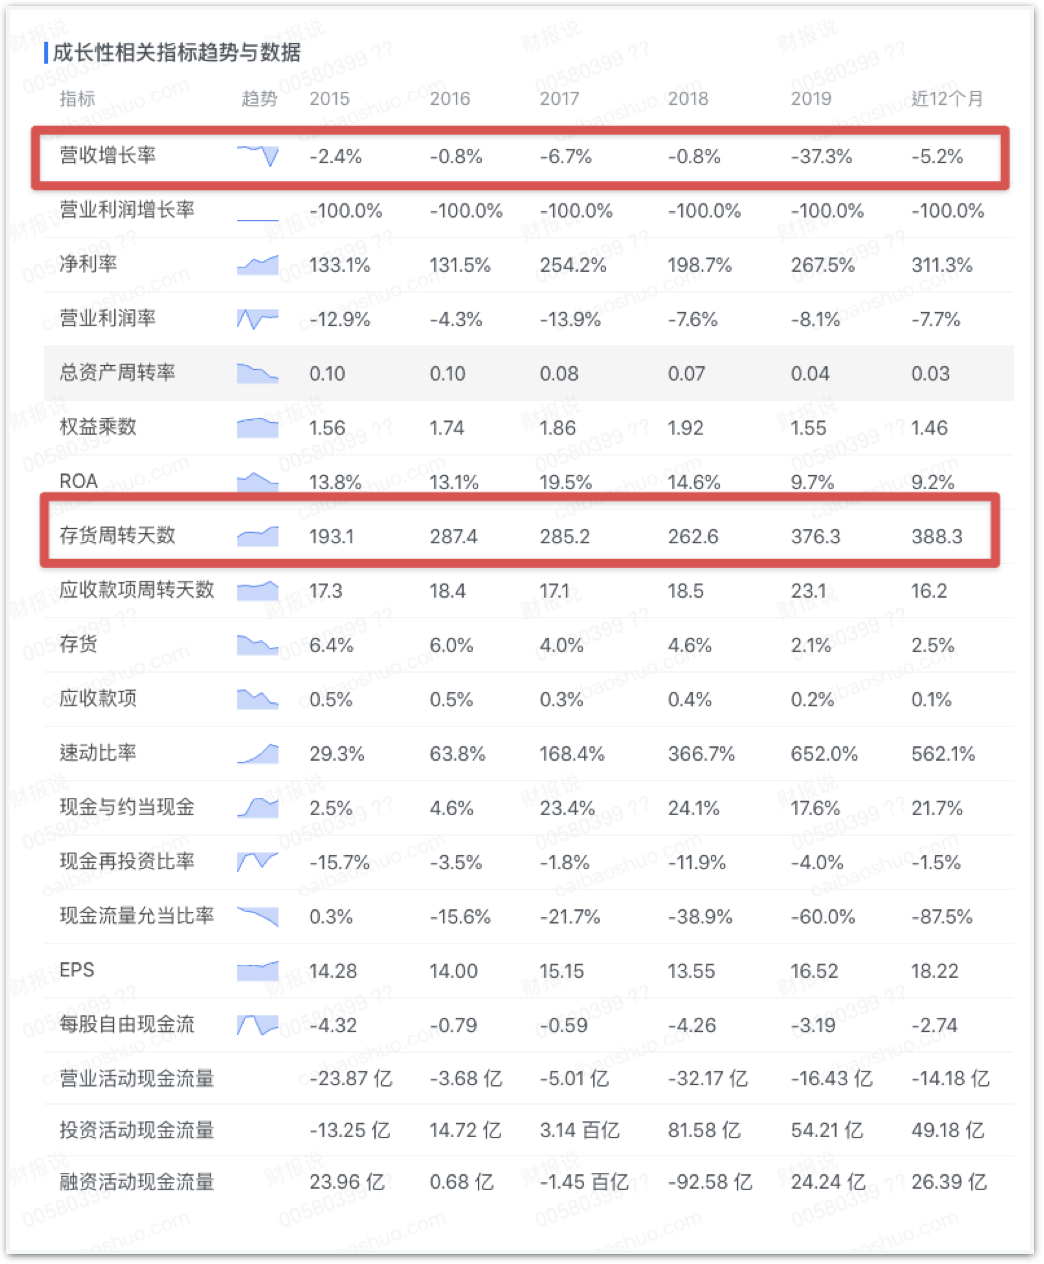 成长性相关指标趋势与数据
指标 趋势 2015 2016 2017 2018 2019 近12个月
营收增长率 -2.4% -0.8% -6.7% -0.8% -37.3% -5.2%
营业利润增长率 -100.0% -100.0% -100.0% -100.0% -100.0% -100.0%
净利率 133.1% 131.5% 254.2% 198.7% 267.5% 311.3%
营业利润率 -12.9% -4.3% -13.9% -7.6% -8.1% -7.7%
总资产周转率 0.10 0.10 0.08 0.07 0.04 0.03
权益乘数 1.56 1.74 1.86 1.92 1.55 1.46
ROA 13.8% 13.1% 19.5% 14.6% 9.7% 9.2%
存货周转天数 193.1 287.4 285.2 262.6 376.3 388.3
应收款项周转天数 17.3 18.4 17.1 18.5 23.1 16.2
存货 6.4% 6.0% 4.0% 4.6% 2.1% 2.5%
应收款项 0.5% 0.5% 0.3% 0.4% 0.2% 0.1%
速动比率 29.3% 63.8% 168.4% 366.7% 652.0% 562.1%
现金与约当现金 2.5% 4.6% 23.4% 24.1% 17.6% 21.7%
现金再投资比率 -15.7% -3.5% -1.8% -11.9% -4.0% -1.5%
现金流量允当比率 0.3% -15.6% -21.7% -38.9% -60.0% -87.5%
EPS 14.28 14.00 15.15 13.55 16.52 18.22
每股自由现金流 -4.32 -0.79 -0.59 -4.26 -3.19 -2.74
营业活动现金流量 -23.87 亿 -3.68 亿 -5.01 亿 -32.17 亿 -16.43 亿 -14.18 亿
投资活动现金流量 -13.25 亿 14.72 亿 3.14 百亿 81.58 亿 54.21 亿 49.18 亿
融资活动现金流量 23.96 亿 0.68 亿 -1.45 百亿 -92.58 亿 24.24 亿 26.39 亿
财报说
00580399 ??
caibaoshuo.com